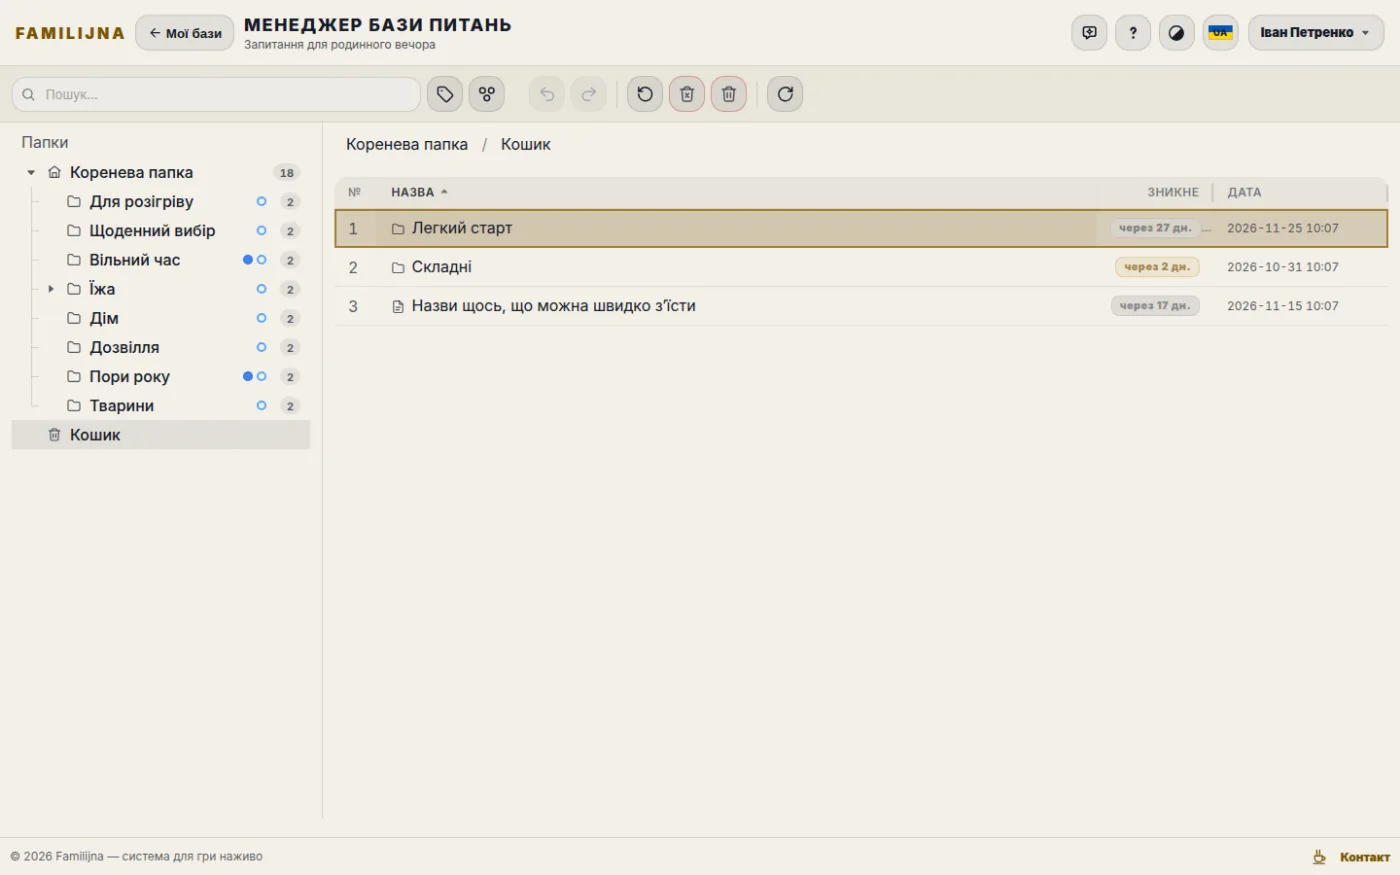 FAMILIJNA
← Мої бази
МЕНЕДЖЕР БАЗИ ПИТАНЬ
Запитання для родинного вечора
?
UA
Іван Петренко
Пошук...
Папки
Коренева папка 18
Для розігріву 2
Щоденний вибір 2
Вільний час 2
Їжа 2
Дім 2
Дозвілля 2
Пори року 2
Тварини 2
Кошик
Коренева папка / Кошик
№ НАЗВА ЗНИКНЕ ДАТА
1 Легкий старт через 27 дн. ... 2026-11-25 10:07
2 Складні через 2 дн. 2026-10-31 10:07
3 Назви щось, що можна швидко з’їсти через 17 дн. 2026-11-15 10:07
© 2026 Familijna — система для гри наживо
Контакт